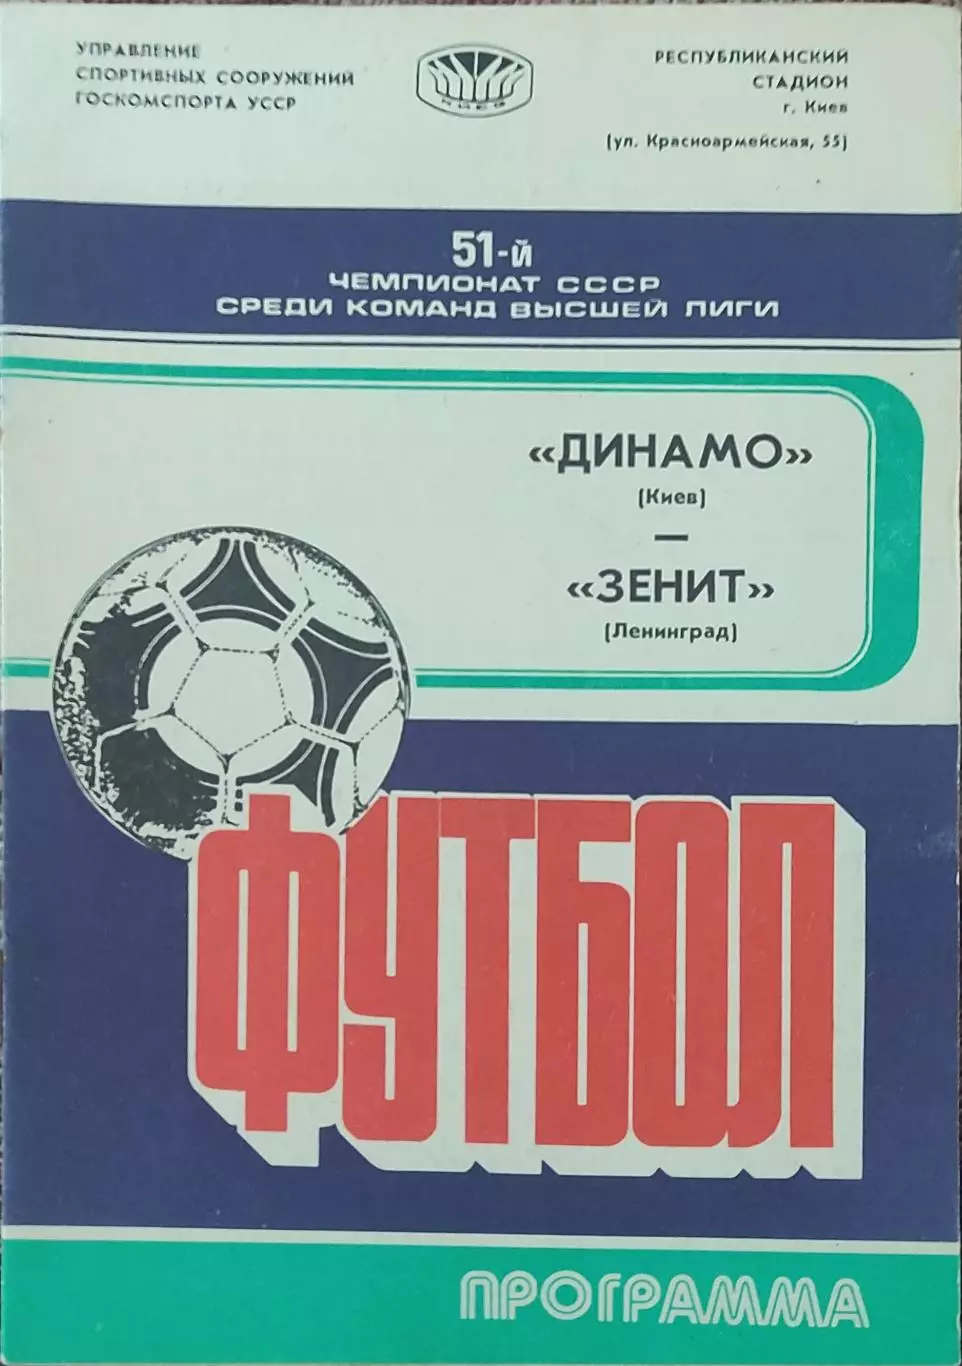 УПРАВЛЕНИЕ
СПОРТИВНЫХ СООРУЖЕНИЙ
ГОСКОМСПОРТА УССР
КИЕВ
РЕСПУБЛИКАНСКИЙ
СТАДИОН
г. Киев
(ул. Красноармейская, 55)
51-й
ЧЕМПИОНАТ СССР
СРЕДИ КОМАНД ВЫСШЕЙ ЛИГИ
«ДИНАМО»
(Киев)
—
«ЗЕНИТ»
(Ленинград)
ФУТБОЛ
ПРОГРАММА